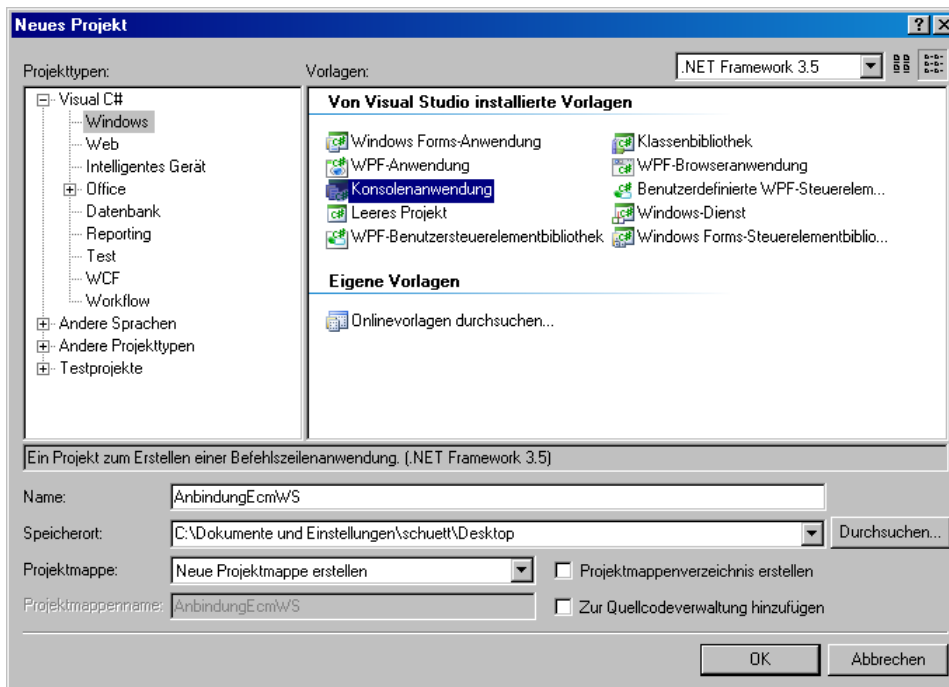 Neues Projekt
Projekttypen:
Vorlagen:
.NET Framework 3.5
Visual C#
Windows
Web
Intelligentes Gerät
Office
Datenbank
Reporting
Test
WCF
Workflow
Andere Sprachen
Andere Projekttypen
Testprojekte
Von Visual Studio installierte Vorlagen
Windows Forms-Anwendung
WPF-Anwendung
Konsolenanwendung
Leeres Projekt
WPF-Benutzersteuerelementbibliothek
Klassenbibliothek
WPF-Browseranwendung
Benutzerdefinierte WPF-Steuerelem...
Windows-Dienst
Windows Forms-Steuerelementbiblio...
Eigene Vorlagen
Onlinevorlagen durchsuchen...
Ein Projekt zum Erstellen einer Befehlszeilenanwendung. (.NET Framework 3.5)
Name: AnbindungEcmWS
Speicherort: C:\Dokumente und Einstellungen\schuett\Desktop Durchsuchen...
Projektmappe: Neue Projektmappe erstellen Projektmappenverzeichnis erstellen
Projektmappenname: AnbindungEcmWS Zur Quellcodeverwaltung hinzufügen
OK Abbrechen